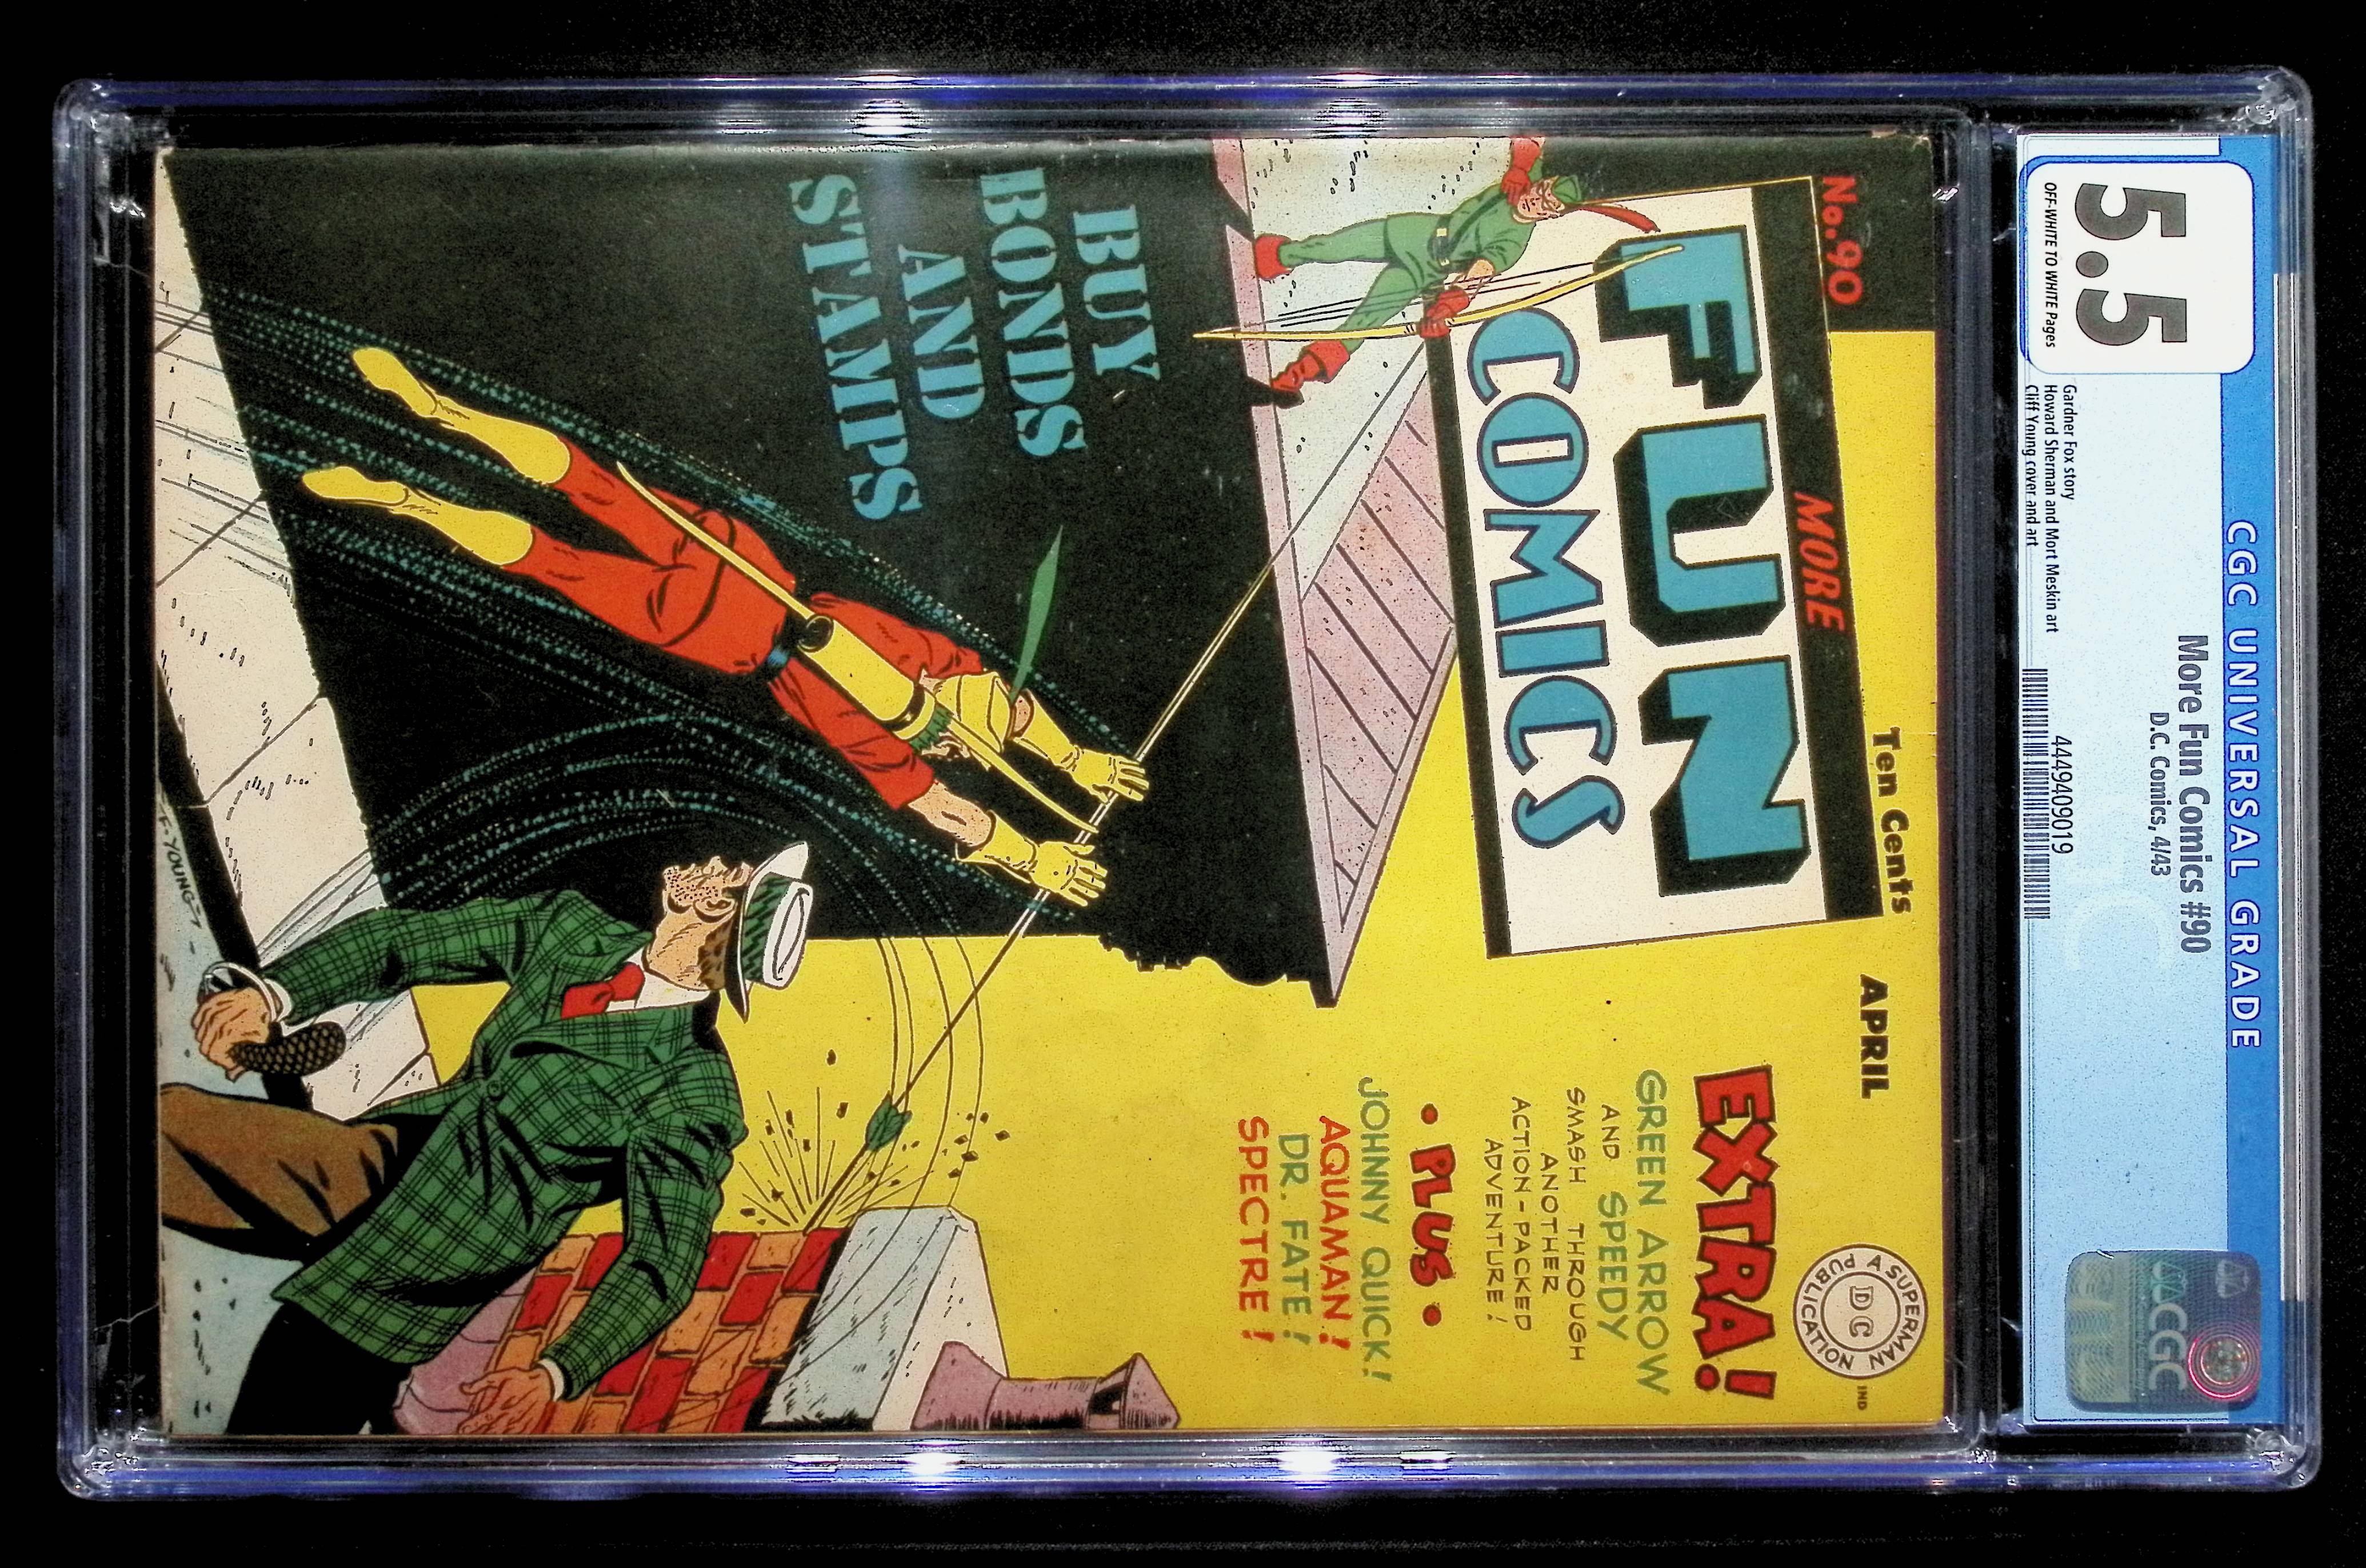 CGC UNIVERSAL GRADE
5.5
OFF-WHITE TO WHITE Pages
More Fun Comics #90
D.C. Comics, 4/43
Gardner Fox story
Howard Sherman and Mort Meskin art
Cliff Young cover and art
4449409019
CGC
No. 90
Ten Cents
APRIL
A SUPERMAN DC PUBLICATION
IND
MORE
FUN
COMICS
EXTRA!
GREEN ARROW
AND SPEEDY
SMASH THROUGH
ANOTHER
ACTION-PACKED
ADVENTURE!
• PLUS •
JOHNNY QUICK!
AQUAMAN!
DR. FATE!
SPECTRE!
BUY
BONDS
AND
STAMPS
F. YOUNG